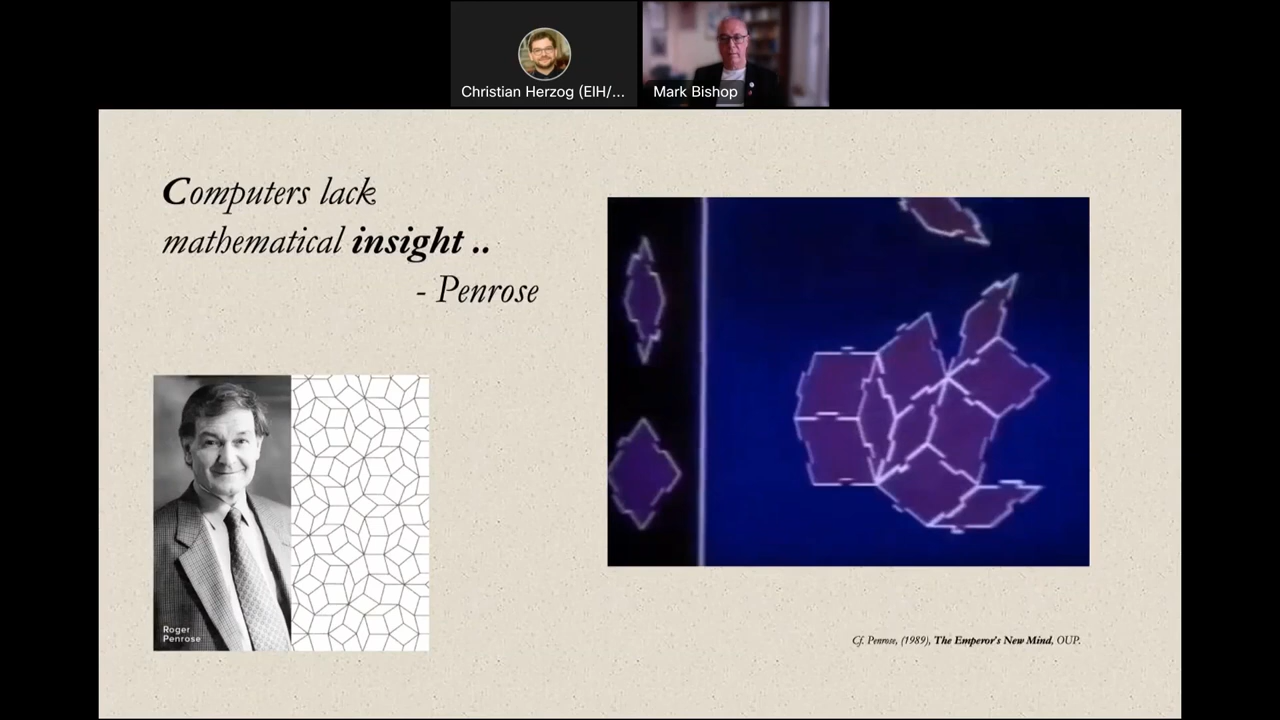 Christian Herzog (EIH/...
Mark Bishop
Computers lack
mathematical insight ..
- Penrose
Roger
Penrose
Cf. Penrose, (1989), The Emperor's New Mind, OUP.